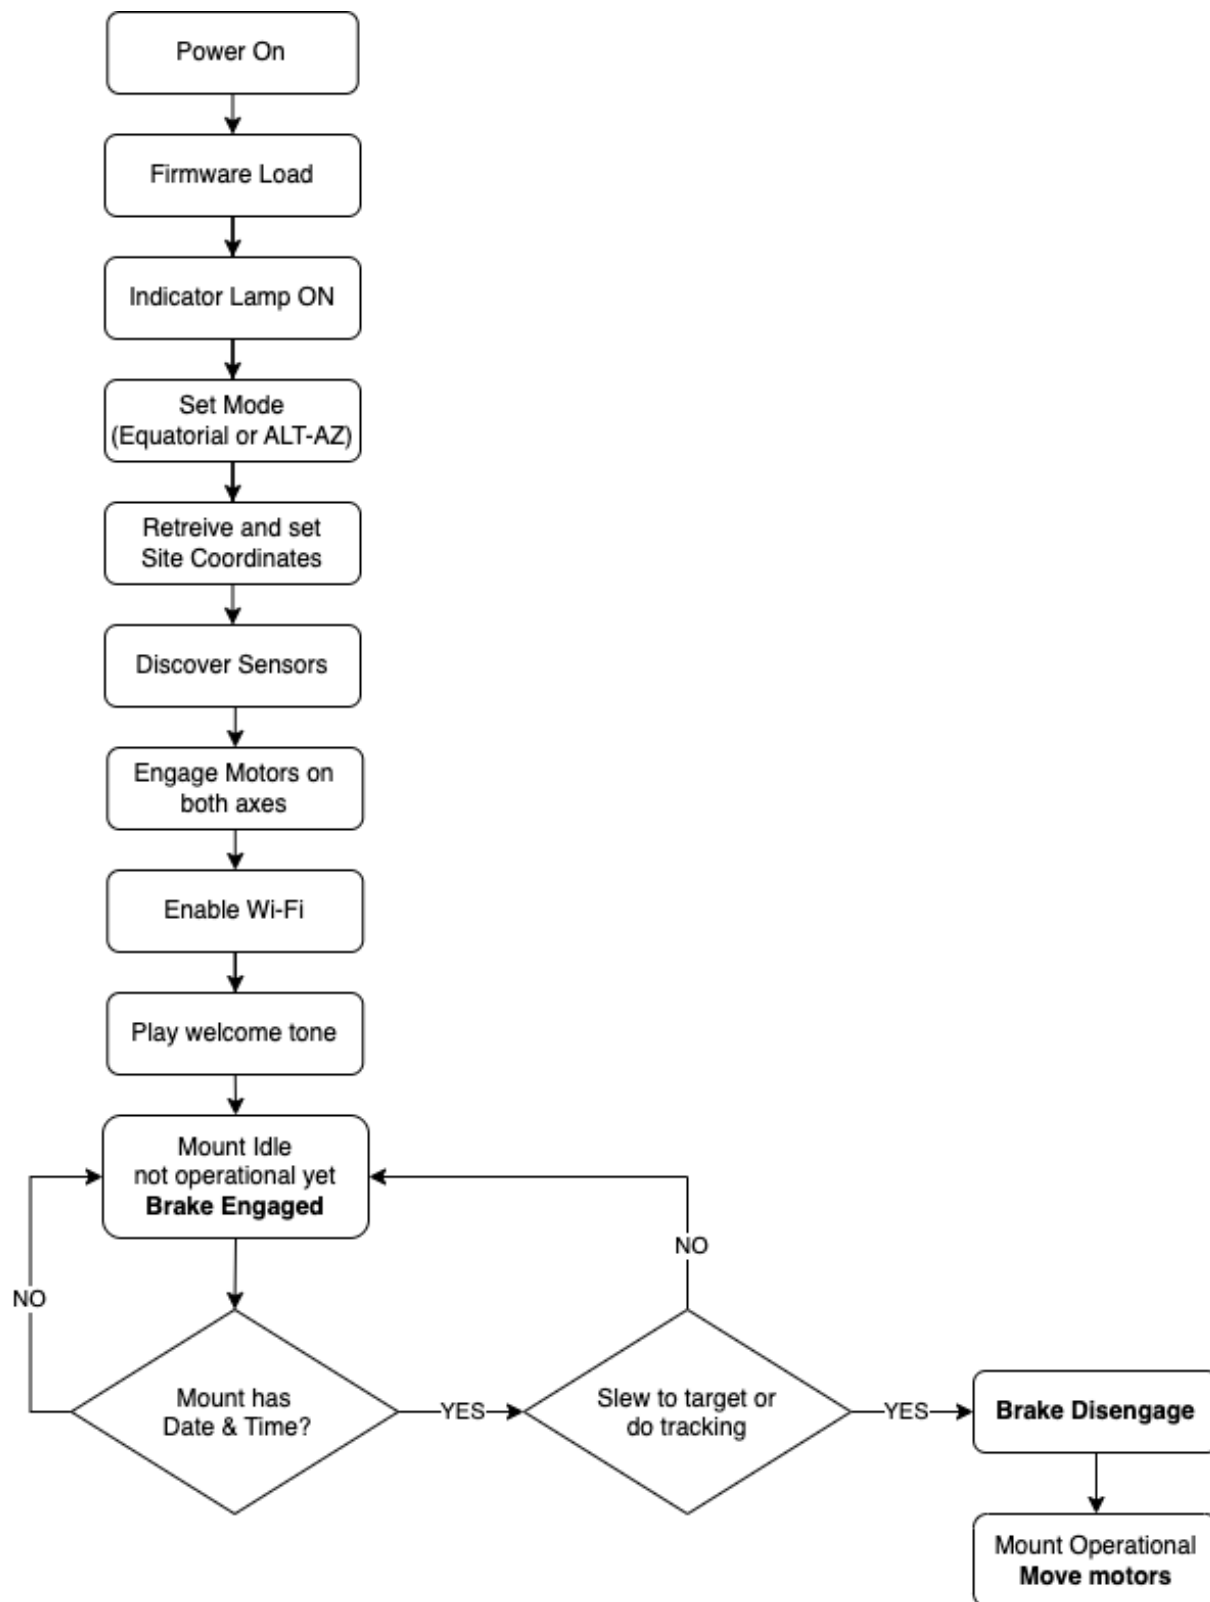 Power On
Firmware Load
Indicator Lamp ON
Set Mode
(Equatorial or ALT-AZ)
Retreive and set
Site Coordinates
Discover Sensors
Engage Motors on
both axes
Enable Wi-Fi
Play welcome tone
Mount Idle
not operational yet
Brake Engaged
NO
NO
Mount has
Date & Time?
YES
Slew to target or
do tracking
YES
Brake Disengage
Mount Operational
Move motors